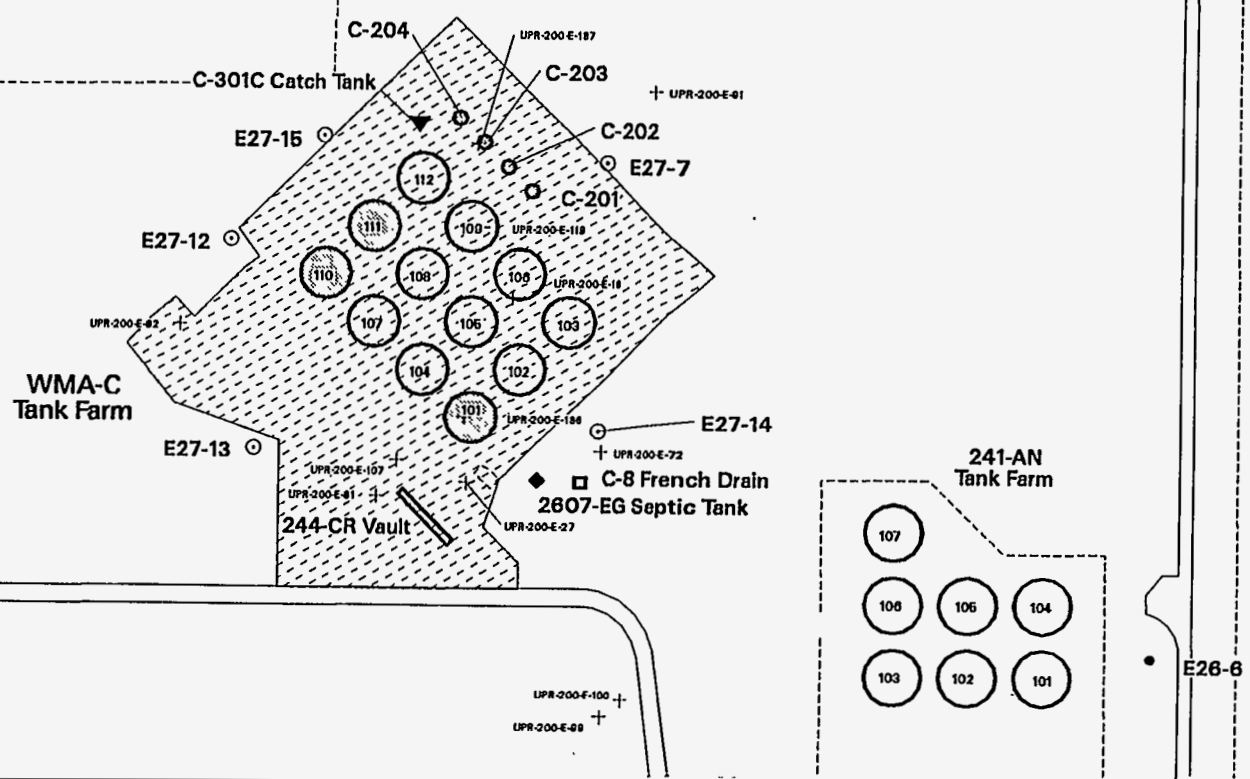 C-204
UPR-200-E-187
C-203
C-301C Catch Tank
UPR-200-E-91
E27-15
C-202
E27-7
112
C-201
111
109
UPR-200-E-118
E27-12
110
108
106
UPR-200-E-16
UPR-200-E-82
107
105
103
104
102
WMA-C
Tank Farm
101
UPR-200-E-136
E27-14
E27-13
UPR-200-E-72
UPR-200-E-107
C-8 French Drain
UPR-200-E-81
2607-EG Septic Tank
244-CR Vault
UPR-200-E-27
241-AN
Tank Farm
107
106
105
104
103
102
101
E26-6
UPR-200-E-100
UPR-200-E-99